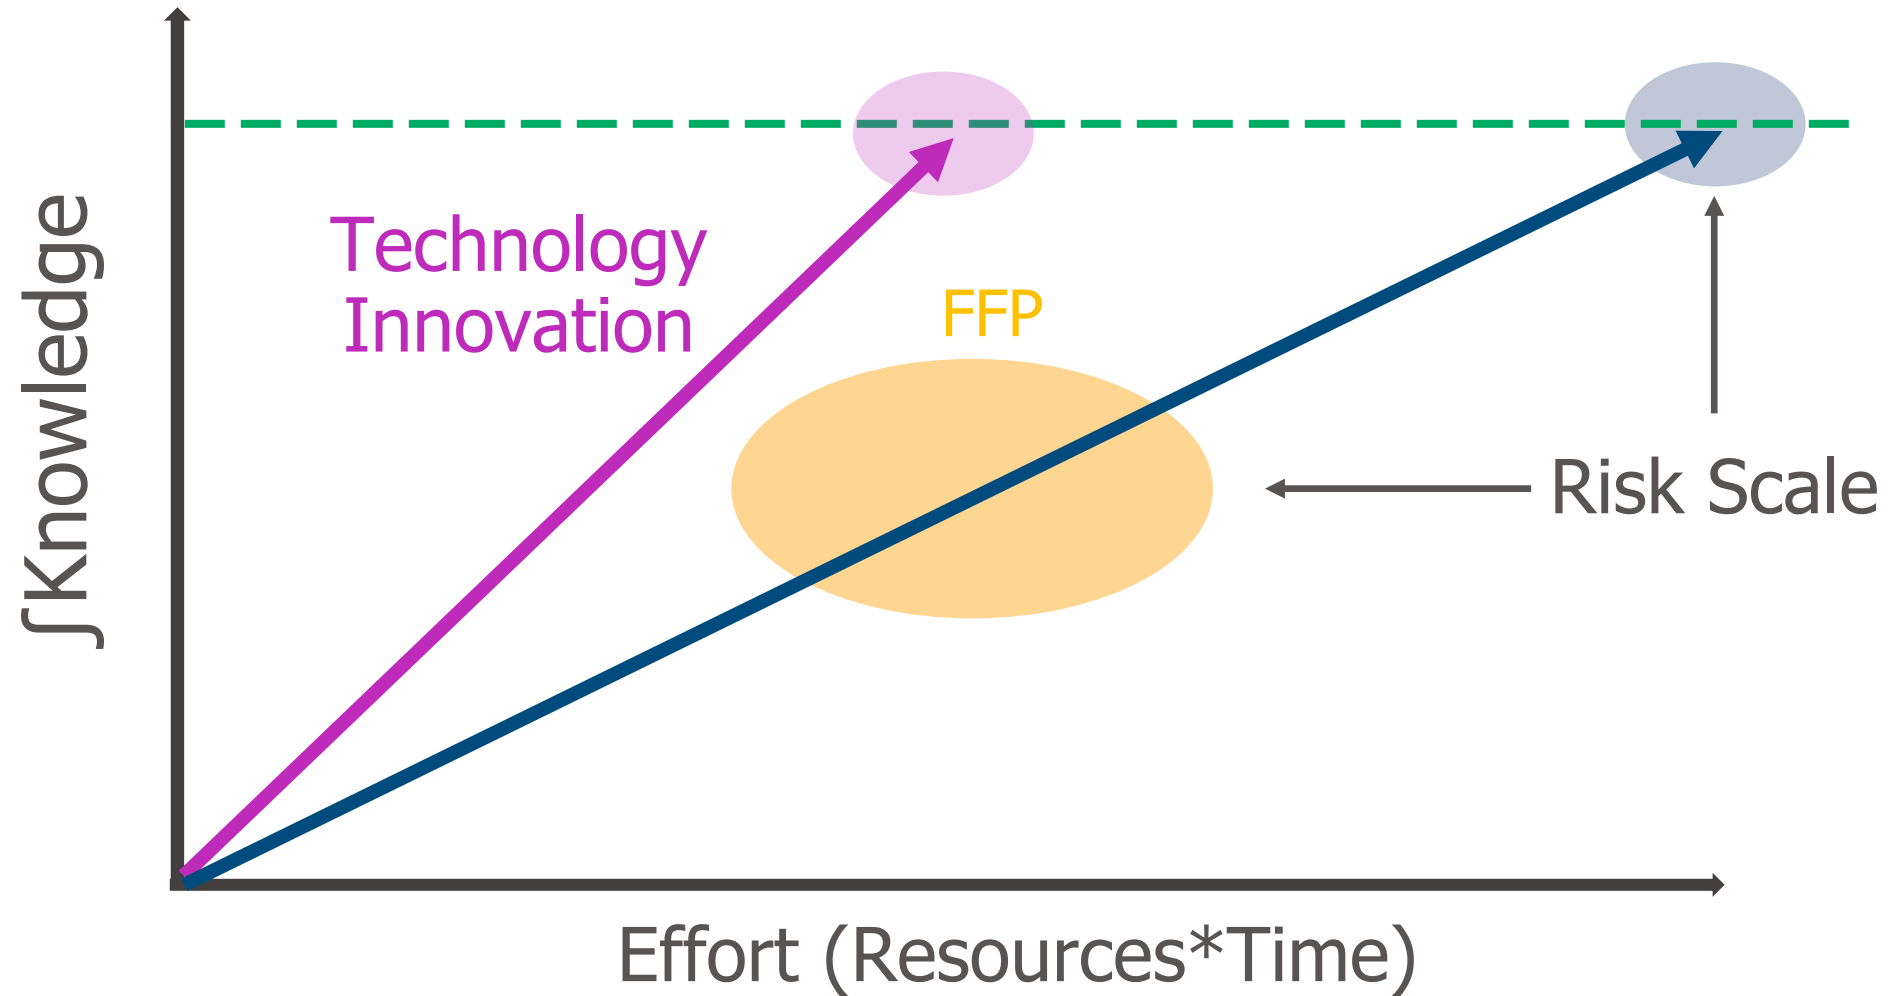 ∫Knowledge
Technology
Innovation
FFP
Risk Scale
Effort (Resources*Time)